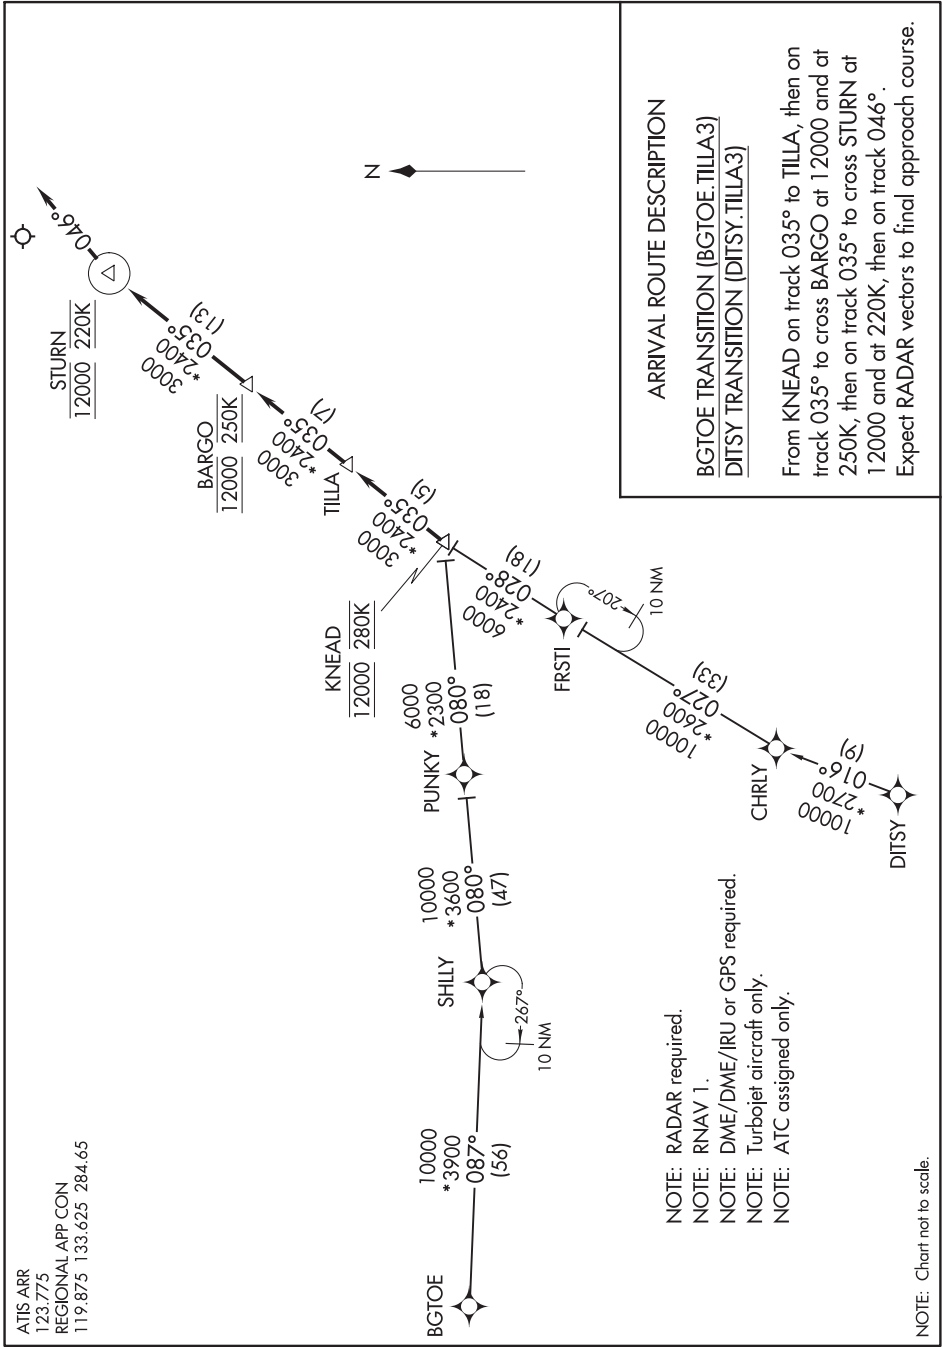 ATIS ARR
123.775
REGIONAL APP CON
119.875 133.625 284.65
046°
STURN
12000 220K
3000
*2400
035°
(13)
BARGO
12000 250K
3000
*2400
035°
(7)
TILLA
3000
*2400
035°
(5)
KNEAD
12000 280K
N
BGTOE
10000
*3900
087°
(56)
SHLLY
267°
10 NM
10000
*3600
080°
(47)
PUNKY
6000
*2300
080°
(18)
6000
*2400
028°
(18)
FRSTI
207°
10 NM
10000
*2600
027°
(33)
CHRLY
10000
*2700
016°
(9)
DITSY
NOTE: RADAR required.
NOTE: RNAV 1.
NOTE: DME/DME/IRU or GPS required.
NOTE: Turbojet aircraft only.
NOTE: ATC assigned only.
ARRIVAL ROUTE DESCRIPTION
BGTOE TRANSITION (BGTOE.TILLA3)
DITSY TRANSITION (DITSY.TILLA3)
From KNEAD on track 035° to TILLA, then on
track 035° to cross BARGO at 12000 and at
250K, then on track 035° to cross STURN at
12000 and at 220K, then on track 046°.
Expect RADAR vectors to final approach course.
NOTE: Chart not to scale.